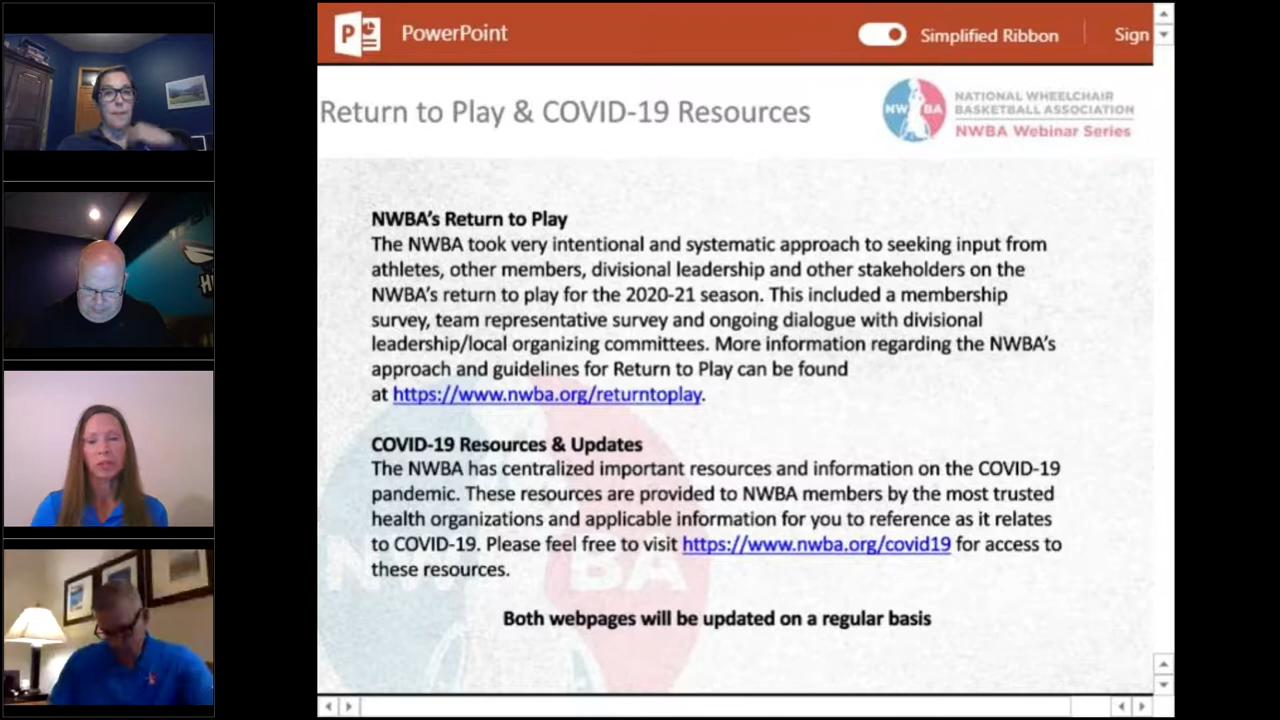 PowerPoint
Simplified Ribbon
Sign
Return to Play & COVID-19 Resources
NW BA
NATIONAL WHEELCHAIR
BASKETBALL ASSOCIATION
NWBA Webinar Series
NWBA's Return to Play
The NWBA took very intentional and systematic approach to seeking input from
athletes, other members, divisional leadership and other stakeholders on the
NWBA's return to play for the 2020-21 season. This included a membership
survey, team representative survey and ongoing dialogue with divisional
leadership/local organizing committees. More information regarding the NWBA's
approach and guidelines for Return to Play can be found
at https://www.nwba.org/returntoplay.
COVID-19 Resources & Updates
The NWBA has centralized important resources and information on the COVID-19
pandemic. These resources are provided to NWBA members by the most trusted
health organizations and applicable information for you to reference as it relates
to COVID-19. Please feel free to visit https://www.nwba.org/covid19 for access to
these resources.
Both webpages will be updated on a regular basis